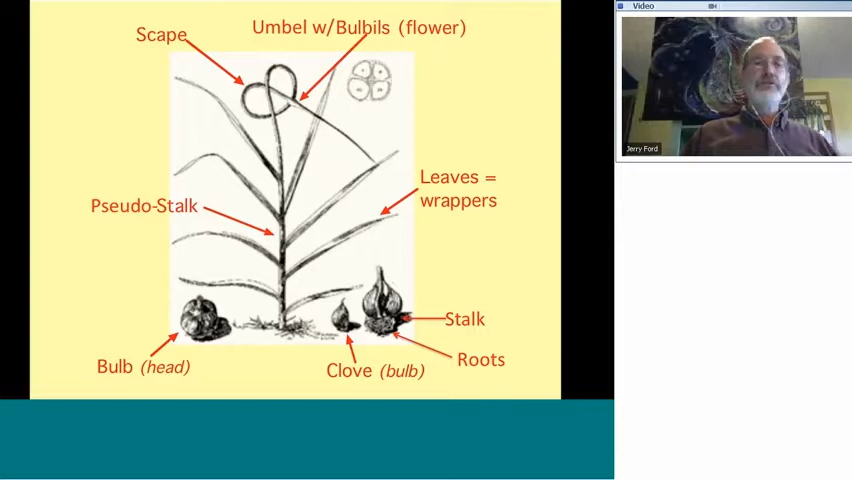 Scape
Umbel w/Bulbils (flower)
Pseudo-Stalk
Leaves =
wrappers
Stalk
Roots
Bulb (head)
Clove (bulb)
Video
Jerry Ford